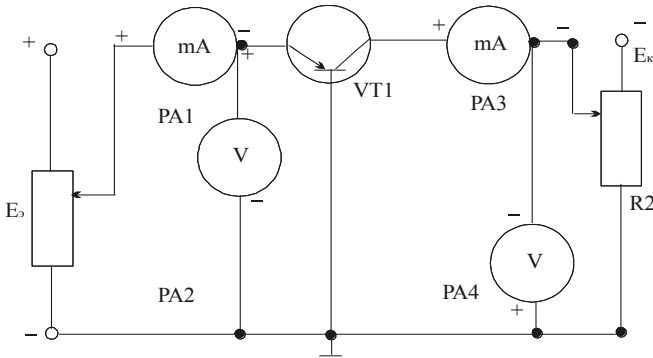 + + mA − + VT1 + mA − −
Eк
PA1 PA3
V −
Eэ
R2
− V +
PA2 PA4
−